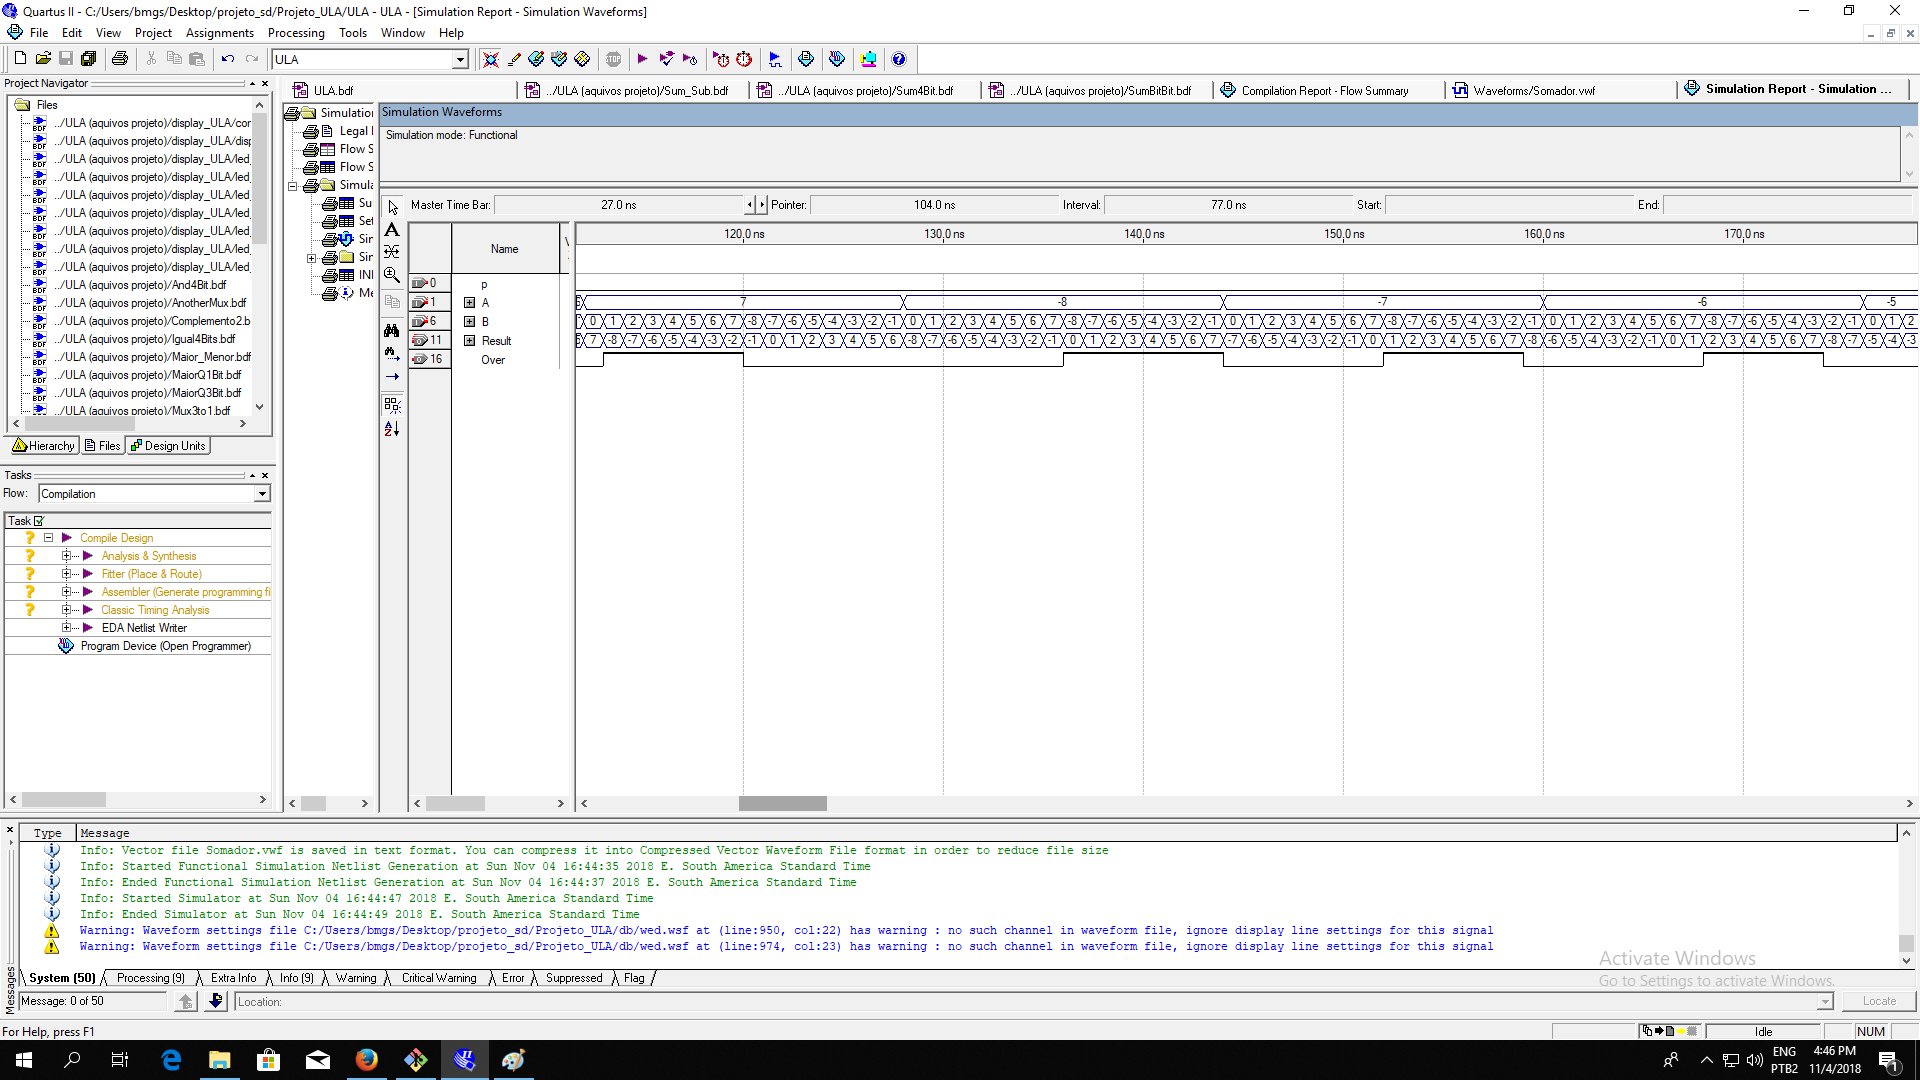 Quartus II - C:/Users/bmgs/Desktop/projeto_sd/Projeto_ULA/ULA - ULA - [Simulation Report - Simulation Waveforms]
File Edit View Project Assignments Processing Tools Window Help
ULA
Project Navigator
ULA.bdf
../ULA (aquivos projeto)/Sum_Sub.bdf
../ULA (aquivos projeto)/Sum4Bit.bdf
../ULA (aquivos projeto)/SumBitBit.bdf
Compilation Report - Flow Summary
Waveforms/Somador.vwf
Simulation Report - Simulation ...
Files
../ULA (aquivos projeto)/display_ULA/cor
../ULA (aquivos projeto)/display_ULA/disp
../ULA (aquivos projeto)/display_ULA/led_
../ULA (aquivos projeto)/display_ULA/led_
../ULA (aquivos projeto)/display_ULA/led_
../ULA (aquivos projeto)/display_ULA/led_
../ULA (aquivos projeto)/display_ULA/led_
../ULA (aquivos projeto)/display_ULA/led_
../ULA (aquivos projeto)/display_ULA/led_
../ULA (aquivos projeto)/And4Bit.bdf
../ULA (aquivos projeto)/AnotherMux.bdf
../ULA (aquivos projeto)/Complemento2.b
../ULA (aquivos projeto)/Igual4Bits.bdf
../ULA (aquivos projeto)/Maior_Menor.bdf
../ULA (aquivos projeto)/MaiorQ1Bit.bdf
../ULA (aquivos projeto)/MaiorQ3Bit.bdf
../ULA (aquivos projeto)/Mux3to1.bdf
Hierarchy Files Design Units
Simulation
Legal
Flow S
Flow S
Simula
Su
Set
Sim
Sim
INI
Me
Simulation Waveforms
Simulation mode: Functional
Master Time Bar: 27.0 ns Pointer: 104.0 ns Interval: 77.0 ns Start: End:
Name
120.0 ns 130.0 ns 140.0 ns 150.0 ns 160.0 ns 170.0 ns
0 p
1 A 7 -8 -7 -6 -5
6 B 0 1 2 3 4 5 6 7 -8 -7 -6 -5 -4 -3 -2 -1 0 1 2 3 4 5 6 7 -8 -7 -6 -5 -4 -3 -2 -1 0 1 2 3 4 5 6 7 -8 -7 -6 -5 -4 -3 -2 -1 0 1 2 3 4 5 6 7 -8 -7 -6 -5 -4 -3 -2 -1 0 1 2
11 Result 6 7 -8 -7 -6 -5 -4 -3 -2 -1 0 1 2 3 4 5 6 -8 -7 -6 -5 -4 -3 -2 -1 0 1 2 3 4 5 6 7 -7 -6 -5 -4 -3 -2 -1 0 1 2 3 4 5 6 7 -8 -6 -5 -4 -3 -2 -1 0 1 2 3 4 5 6 7 -8 -7 -5 -4 -3
16 Over
Tasks
Flow: Compilation
Task
Compile Design
Analysis & Synthesis
Fitter (Place & Route)
Assembler (Generate programming fi
Classic Timing Analysis
EDA Netlist Writer
Program Device (Open Programmer)
Type Message
Info: Vector file Somador.vwf is saved in text format. You can compress it into Compressed Vector Waveform File format in order to reduce file size
Info: Started Functional Simulation Netlist Generation at Sun Nov 04 16:44:35 2018 E. South America Standard Time
Info: Ended Functional Simulation Netlist Generation at Sun Nov 04 16:44:37 2018 E. South America Standard Time
Info: Started Simulator at Sun Nov 04 16:44:47 2018 E. South America Standard Time
Info: Ended Simulator at Sun Nov 04 16:44:49 2018 E. South America Standard Time
Warning: Waveform settings file C:/Users/bmgs/Desktop/projeto_sd/Projeto_ULA/db/wed.wsf at (line:950, col:22) has warning : no such channel in waveform file, ignore display line settings for this signal
Warning: Waveform settings file C:/Users/bmgs/Desktop/projeto_sd/Projeto_ULA/db/wed.wsf at (line:974, col:23) has warning : no such channel in waveform file, ignore display line settings for this signal
Activate Windows
Go to Settings to activate Windows.
System (50) Processing (9) Extra Info Info (9) Warning Critical Warning Error Suppressed Flag
Messages
Message: 0 of 50 Location: Locate
For Help, press F1 Idle NUM
ENG 4:46 PM
PTB2 11/4/2018 1